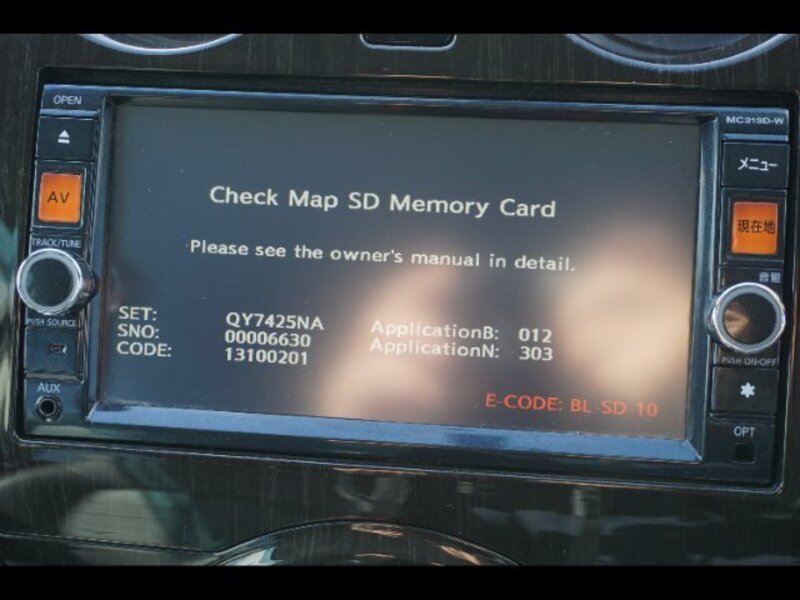 OPEN
MC313D-W
メニュー
AV
現在地
TRACK/TUNE
音量
PUSH SOURCE
PUSH ON-OFF
AUX
OPT
Check Map SD Memory Card
Please see the owner's manual in detail.
SET: QY7425NA
SNO: 00006630
CODE: 13100201
ApplicationB: 012
ApplicationN: 303
E-CODE: BL-SD-10